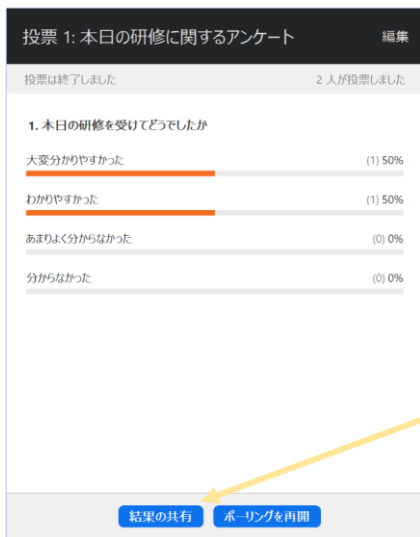 投票 1: 本日の研修に関するアンケート 編集
投票は終了しました 2 人が投票しました
1. 本日の研修を受けてどうでしたか
大変分かりやすかった (1) 50%
わかりやすかった (1) 50%
あまりよく分からなかった (0) 0%
分からなかった (0) 0%
結果の共有 ポーリングを再開